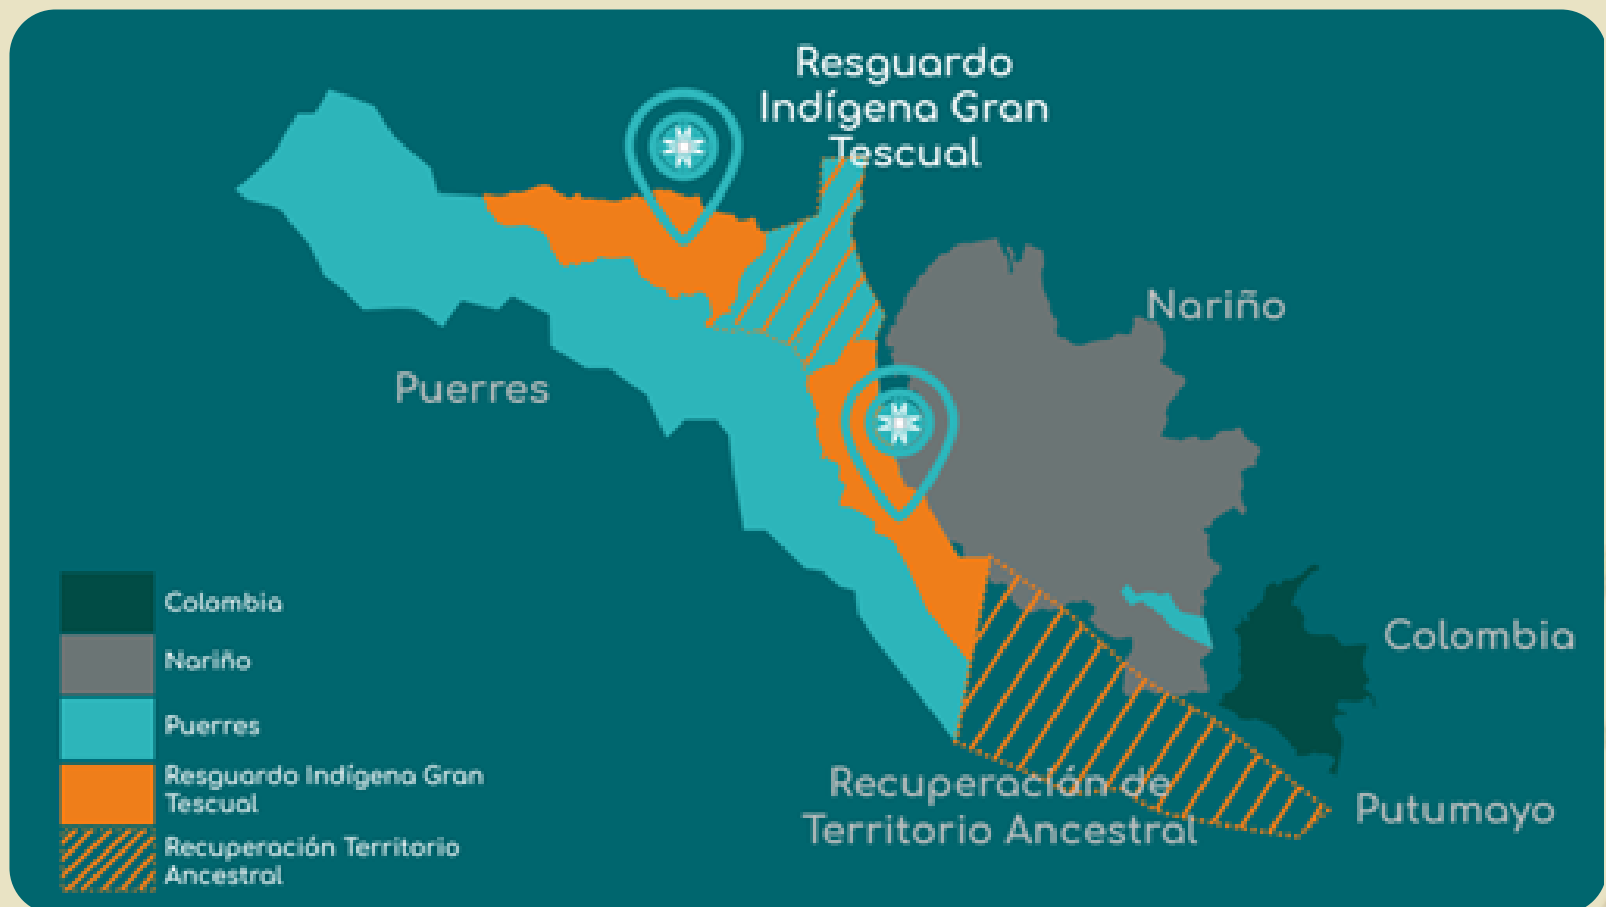 Resguardo
Indígena Gran
Tescual
Nariño
Puerres
Colombia
Recuperación de
Territorio Ancestral
Putumayo
Colombia
Nariño
Puerres
Resguardo Indígena Gran
Tescual
Recuperación Territorio
Ancestral